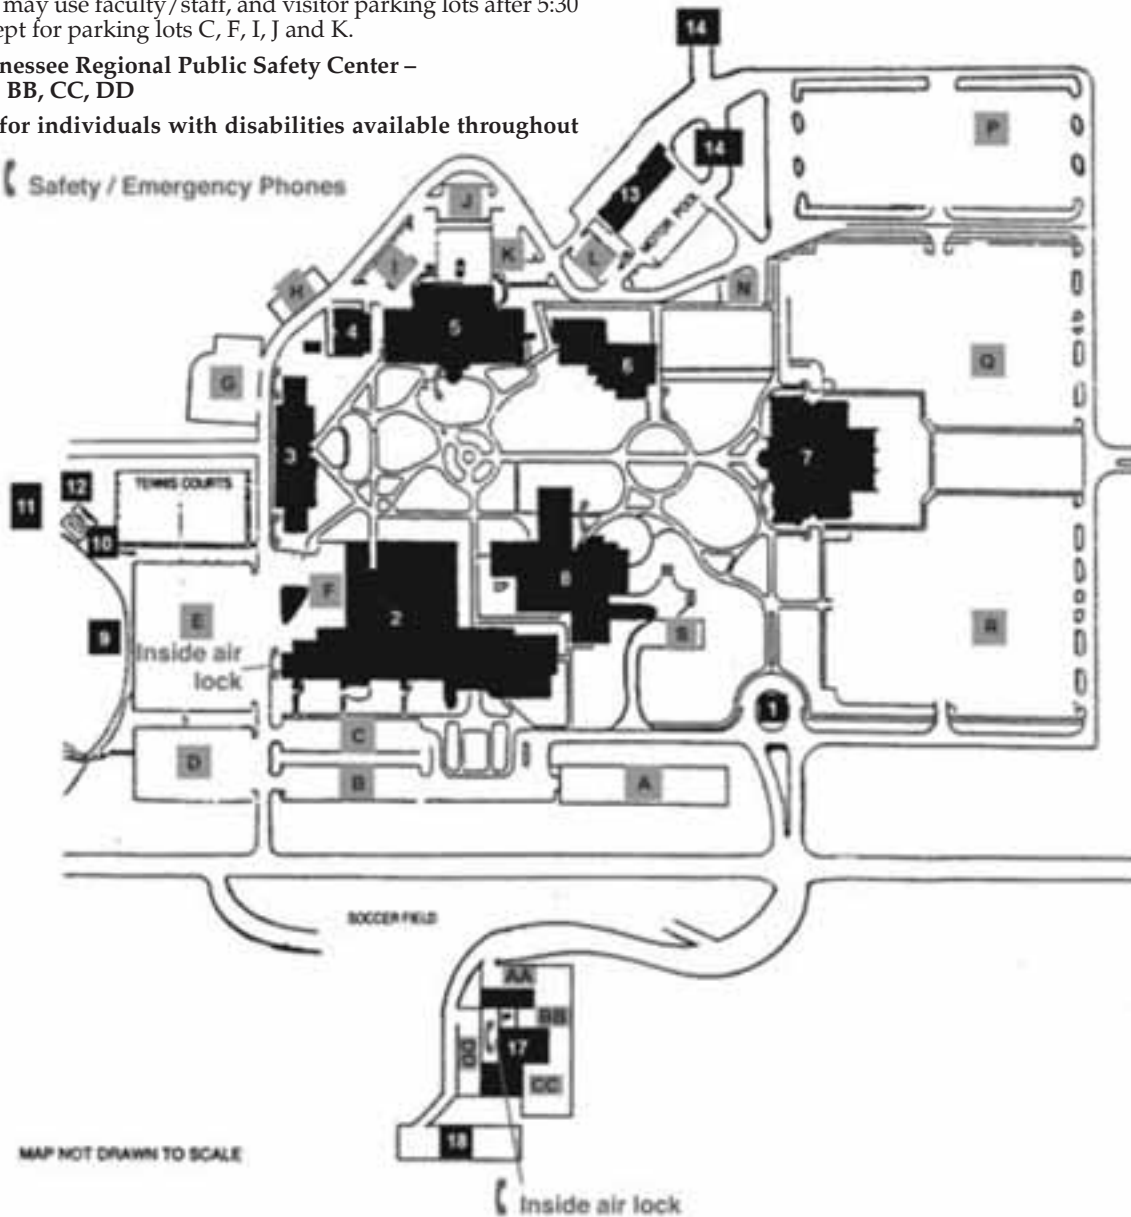 may use faculty/staff, and visitor parking lots after 5:30
ept for parking lots C, F, I, J and K.
nessee Regional Public Safety Center –
BB, CC, DD
for individuals with disabilities available throughout
Safety / Emergency Phones
14
14
P
13
MOTOR POOL
J
K
L
I
H
N
4
5
6
G
Q
3
7
12
TENNIS COURTS
11
10
F
8
2
E
9
R
S
Inside air
lock
1
C
D
B
A
SOCCER FIELD
AA
BB
17
DD
CC
18
MAP NOT DRAWN TO SCALE
Inside air lock